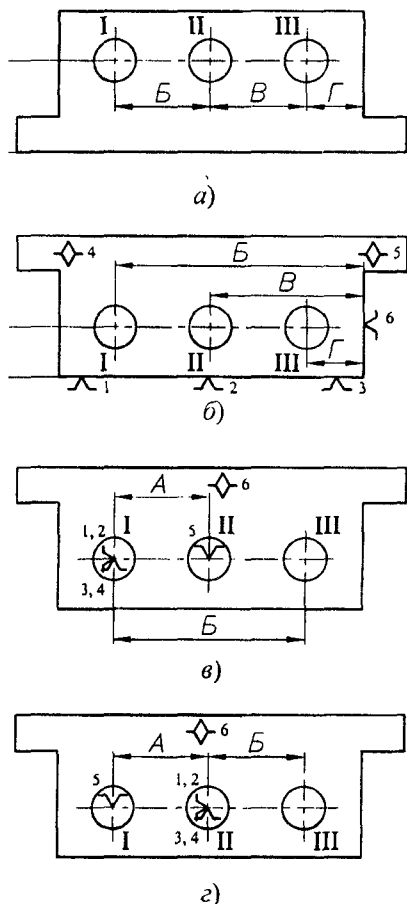 I II III
Б В Г
а)
4 5
Б
В
6
I II III Г
1 2 3
б)
А 6
1, 2 I 5 II III
3, 4
Б
в)
6
А Б
5 1, 2
3, 4
I II III
г)